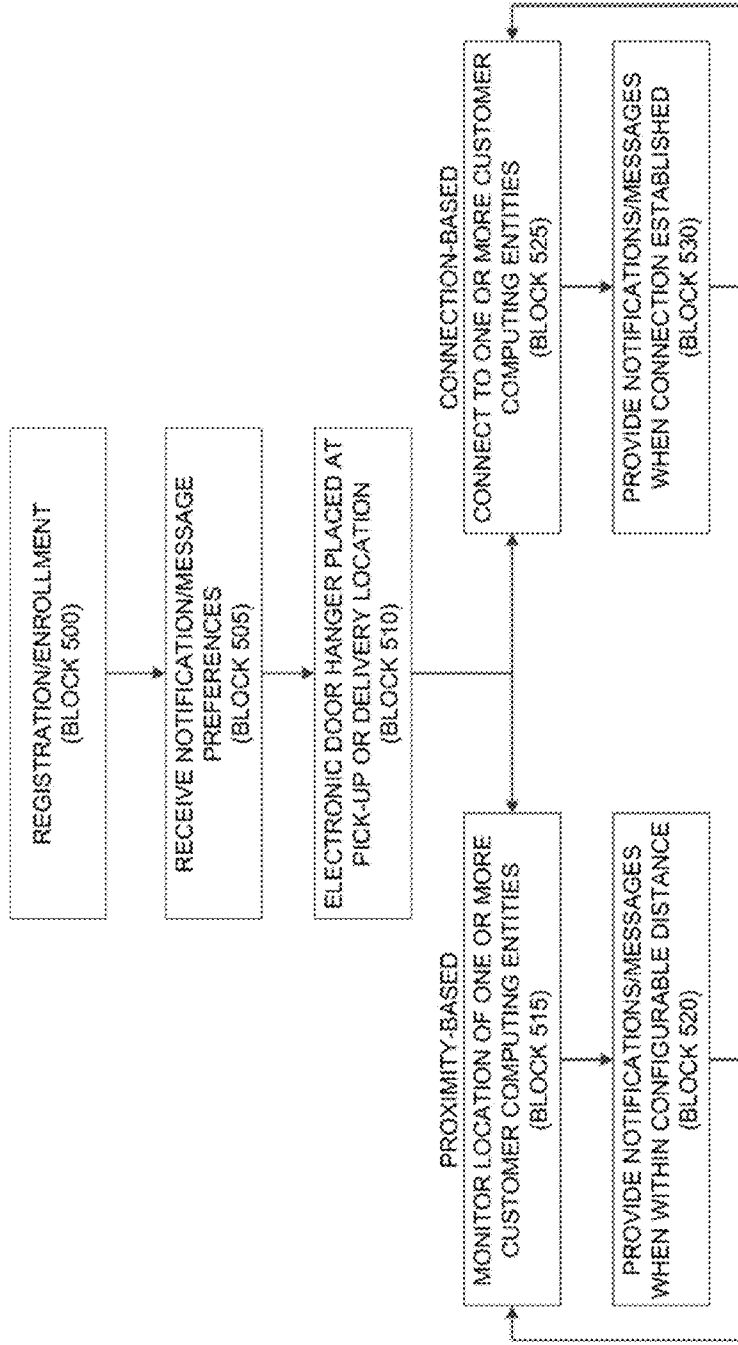 REGISTRATION/ENROLLMENT
(BLOCK 500)
RECEIVE NOTIFICATION/MESSAGE
PREFERENCES
(BLOCK 505)
ELECTRONIC DOOR HANGER PLACED AT
PICK-UP OR DELIVERY LOCATION
(BLOCK 510)
PROXIMITY-BASED
MONITOR LOCATION OF ONE OR MORE
CUSTOMER COMPUTING ENTITIES
(BLOCK 515)
PROVIDE NOTIFICATIONS/MESSAGES
WHEN WITHIN CONFIGURABLE DISTANCE
(BLOCK 520)
CONNECTION-BASED
CONNECT TO ONE OR MORE CUSTOMER
COMPUTING ENTITIES
(BLOCK 525)
PROVIDE NOTIFICATIONS/MESSAGES
WHEN CONNECTION ESTABLISHED
(BLOCK 530)